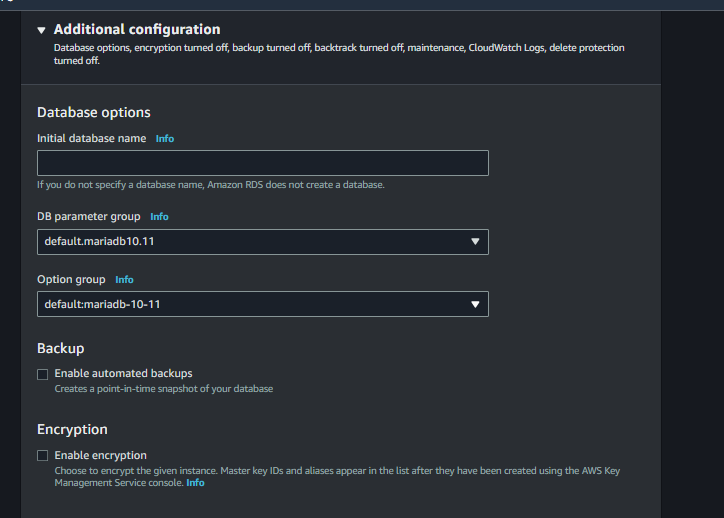 Additional configuration
Database options, encryption turned off, backup turned off, backtrack turned off, maintenance, CloudWatch Logs, delete protection
turned off.
Database options
Initial database name Info
If you do not specify a database name, Amazon RDS does not create a database.
DB parameter group Info
default.mariadb10.11
Option group Info
default:mariadb-10-11
Backup
Enable automated backups
Creates a point-in-time snapshot of your database
Encryption
Enable encryption
Choose to encrypt the given instance. Master key IDs and aliases appear in the list after they have been created using the AWS Key
Management Service console. Info